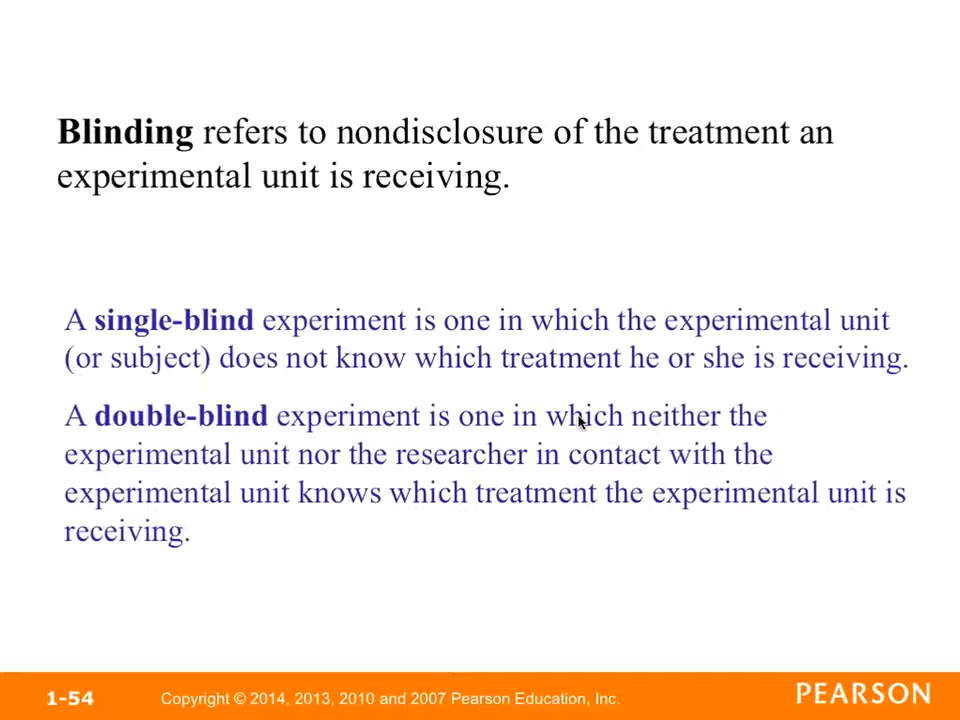 Blinding refers to nondisclosure of the treatment an
experimental unit is receiving.
A single-blind experiment is one in which the experimental unit
(or subject) does not know which treatment he or she is receiving.
A double-blind experiment is one in which neither the
experimental unit nor the researcher in contact with the
experimental unit knows which treatment the experimental unit is
receiving.
1-54 Copyright © 2014, 2013, 2010 and 2007 Pearson Education, Inc. PEARSON